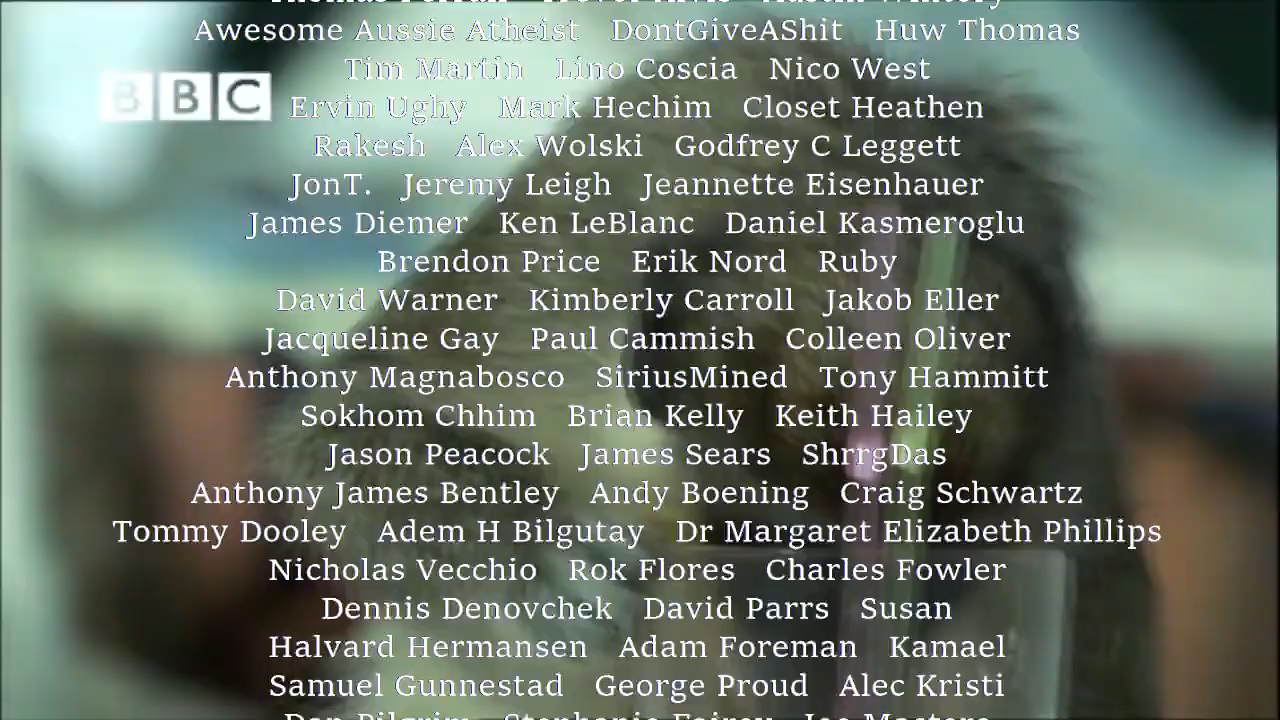 Awesome Aussie Atheist DontGiveAShit Huw Thomas
Tim Martin Lino Coscia Nico West
BBC
Ervin Ughy Mark Hechim Closet Heathen
Rakesh Alex Wolski Godfrey C Leggett
JonT. Jeremy Leigh Jeannette Eisenhauer
James Diemer Ken LeBlanc Daniel Kasmeroglu
Brendon Price Erik Nord Ruby
David Warner Kimberly Carroll Jakob Eller
Jacqueline Gay Paul Cammish Colleen Oliver
Anthony Magnabosco SiriusMined Tony Hammitt
Sokhom Chhim Brian Kelly Keith Hailey
Jason Peacock James Sears ShrrgDas
Anthony James Bentley Andy Boening Craig Schwartz
Tommy Dooley Adem H Bilgutay Dr Margaret Elizabeth Phillips
Nicholas Vecchio Rok Flores Charles Fowler
Dennis Denovchek David Parrs Susan
Halvard Hermansen Adam Foreman Kamael
Samuel Gunnestad George Proud Alec Kristi